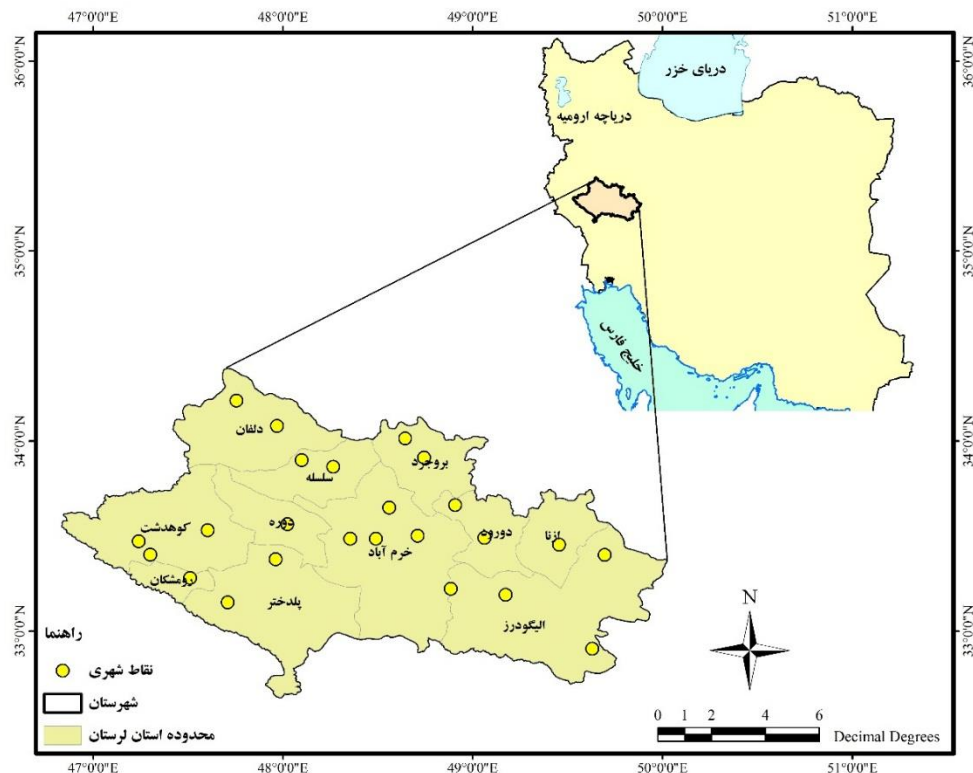 47°0'0"E 48°0'0"E 49°0'0"E 50°0'0"E 51°0'0"E
36°0'0"N
36°0'0"N
دریای خزر
دریاچه ارومیه
35°0'0"N
35°0'0"N
خلیج فارس
34°0'0"N
34°0'0"N
دلفان
بروجرد
سلسله
کوهدشت
دوره
خرم آباد
دورود
ازنا
رومشکان
پلدختر
الیگودرز
33°0'0"N
33°0'0"N
N
راهنما
نقاط شهری
شهرستان
محدوده استان لرستان
0 1 2 4 6
Decimal Degrees
47°0'0"E 48°0'0"E 49°0'0"E 50°0'0"E 51°0'0"E